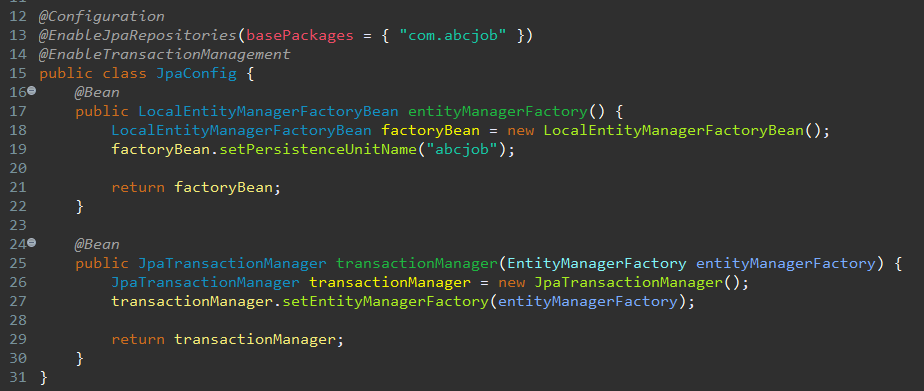 12 @Configuration
13 @EnableJpaRepositories(basePackages = { "com.abcjob" })
14 @EnableTransactionManagement
15 public class JpaConfig {
16 @Bean
17 public LocalEntityManagerFactoryBean entityManagerFactory() {
18 LocalEntityManagerFactoryBean factoryBean = new LocalEntityManagerFactoryBean();
19 factoryBean.setPersistenceUnitName("abcjob");
20
21 return factoryBean;
22 }
23
24 @Bean
25 public JpaTransactionManager transactionManager(EntityManagerFactory entityManagerFactory) {
26 JpaTransactionManager transactionManager = new JpaTransactionManager();
27 transactionManager.setEntityManagerFactory(entityManagerFactory);
28
29 return transactionManager;
30 }
31 }